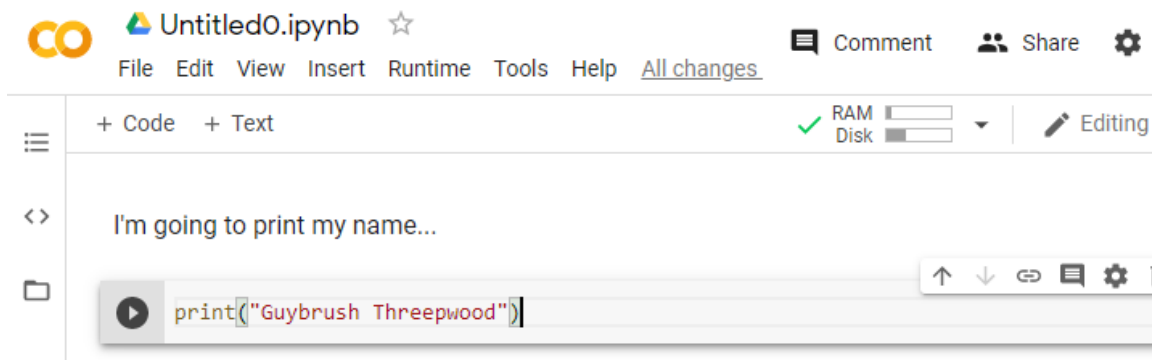 CO Untitled0.ipynb
File Edit View Insert Runtime Tools Help All changes
Comment Share
+ Code + Text
RAM
Disk
Editing
I'm going to print my name...
print("Guybrush Threepwood")